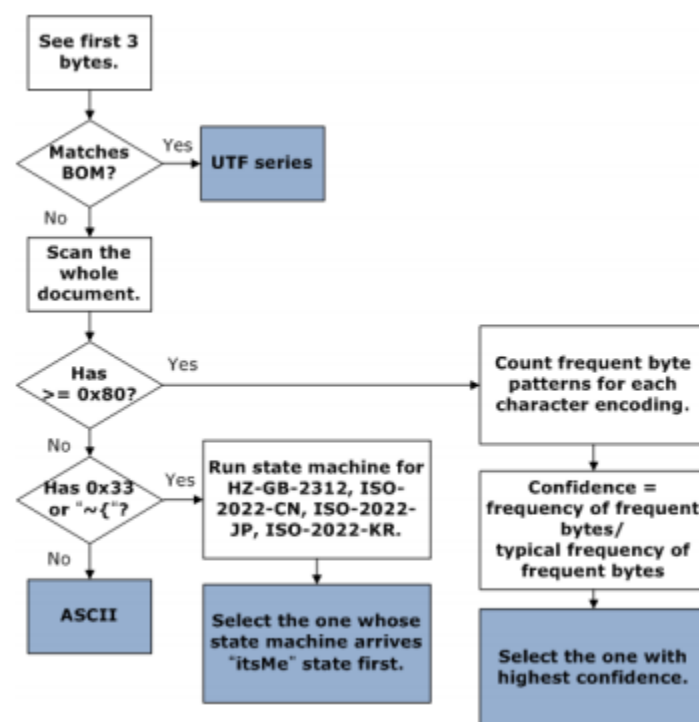 See first 3
bytes.
Matches
BOM?
Yes
UTF series
No
Scan the
whole
document.
Has
>= 0x80?
Yes
Count frequent byte
patterns for each
character encoding.
No
Has 0x33
or "~{"?
Yes
Run state machine for
HZ-GB-2312, ISO-
2022-CN, ISO-2022-
JP, ISO-2022-KR.
Confidence =
frequency of frequent
bytes/
typical frequency of
frequent bytes
No
ASCII
Select the one whose
state machine arrives
"itsMe" state first.
Select the one with
highest confidence.